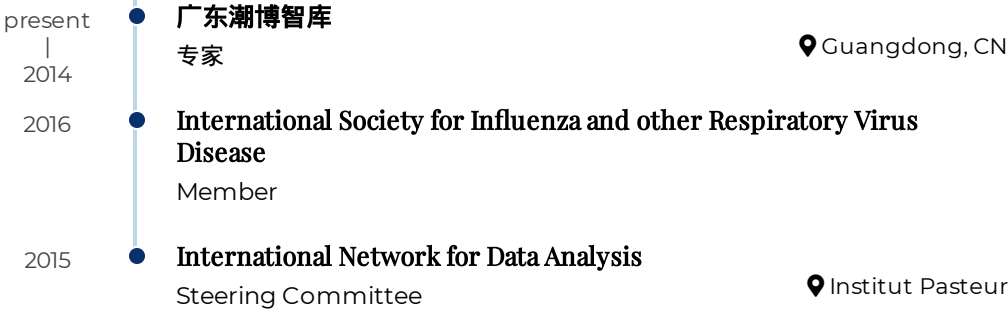 present
|
2014
广东潮博智库
专家
Guangdong, CN
2016
International Society for Influenza and other Respiratory Virus
Disease
Member
2015
International Network for Data Analysis
Steering Committee
Institut Pasteur